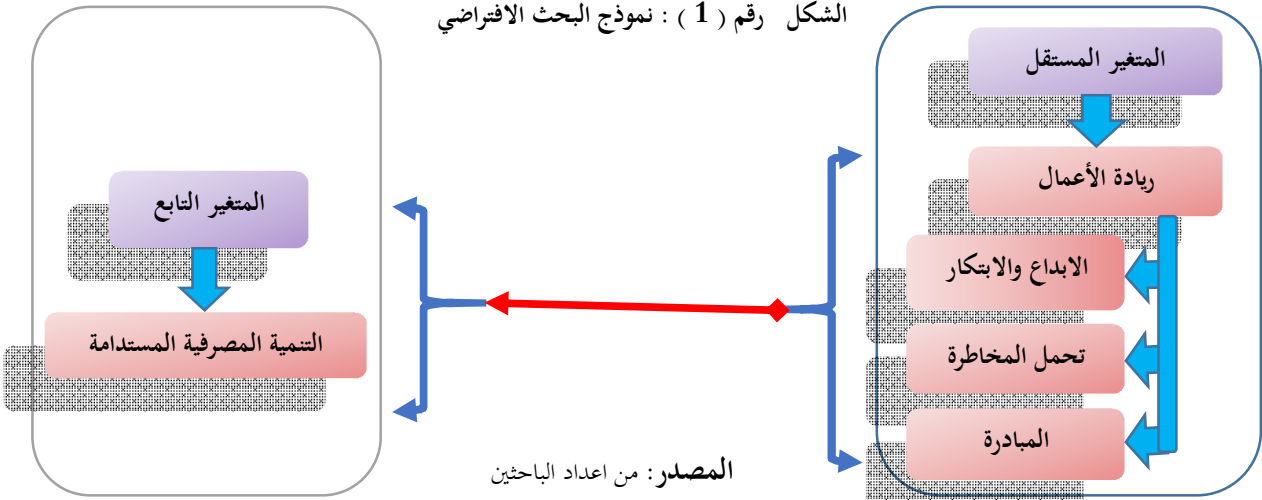 الشكل رقم ( 1 ) : نموذج البحث الافتراضي
المتغير المستقل
ريادة الأعمال
الابداع والابتكار
تحمل المخاطرة
المبادرة
المتغير التابع
التنمية المصرفية المستدامة
المصدر: من اعداد الباحثين